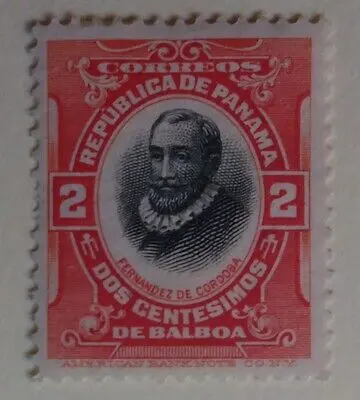 CORREOS
REPUBLICA DE PANAMA
2 2
FERNANDEZ DE CORDOBA
DOS CENTESIMOS
DE BALBOA
AMERICAN BANK NOTE CO. N.Y.